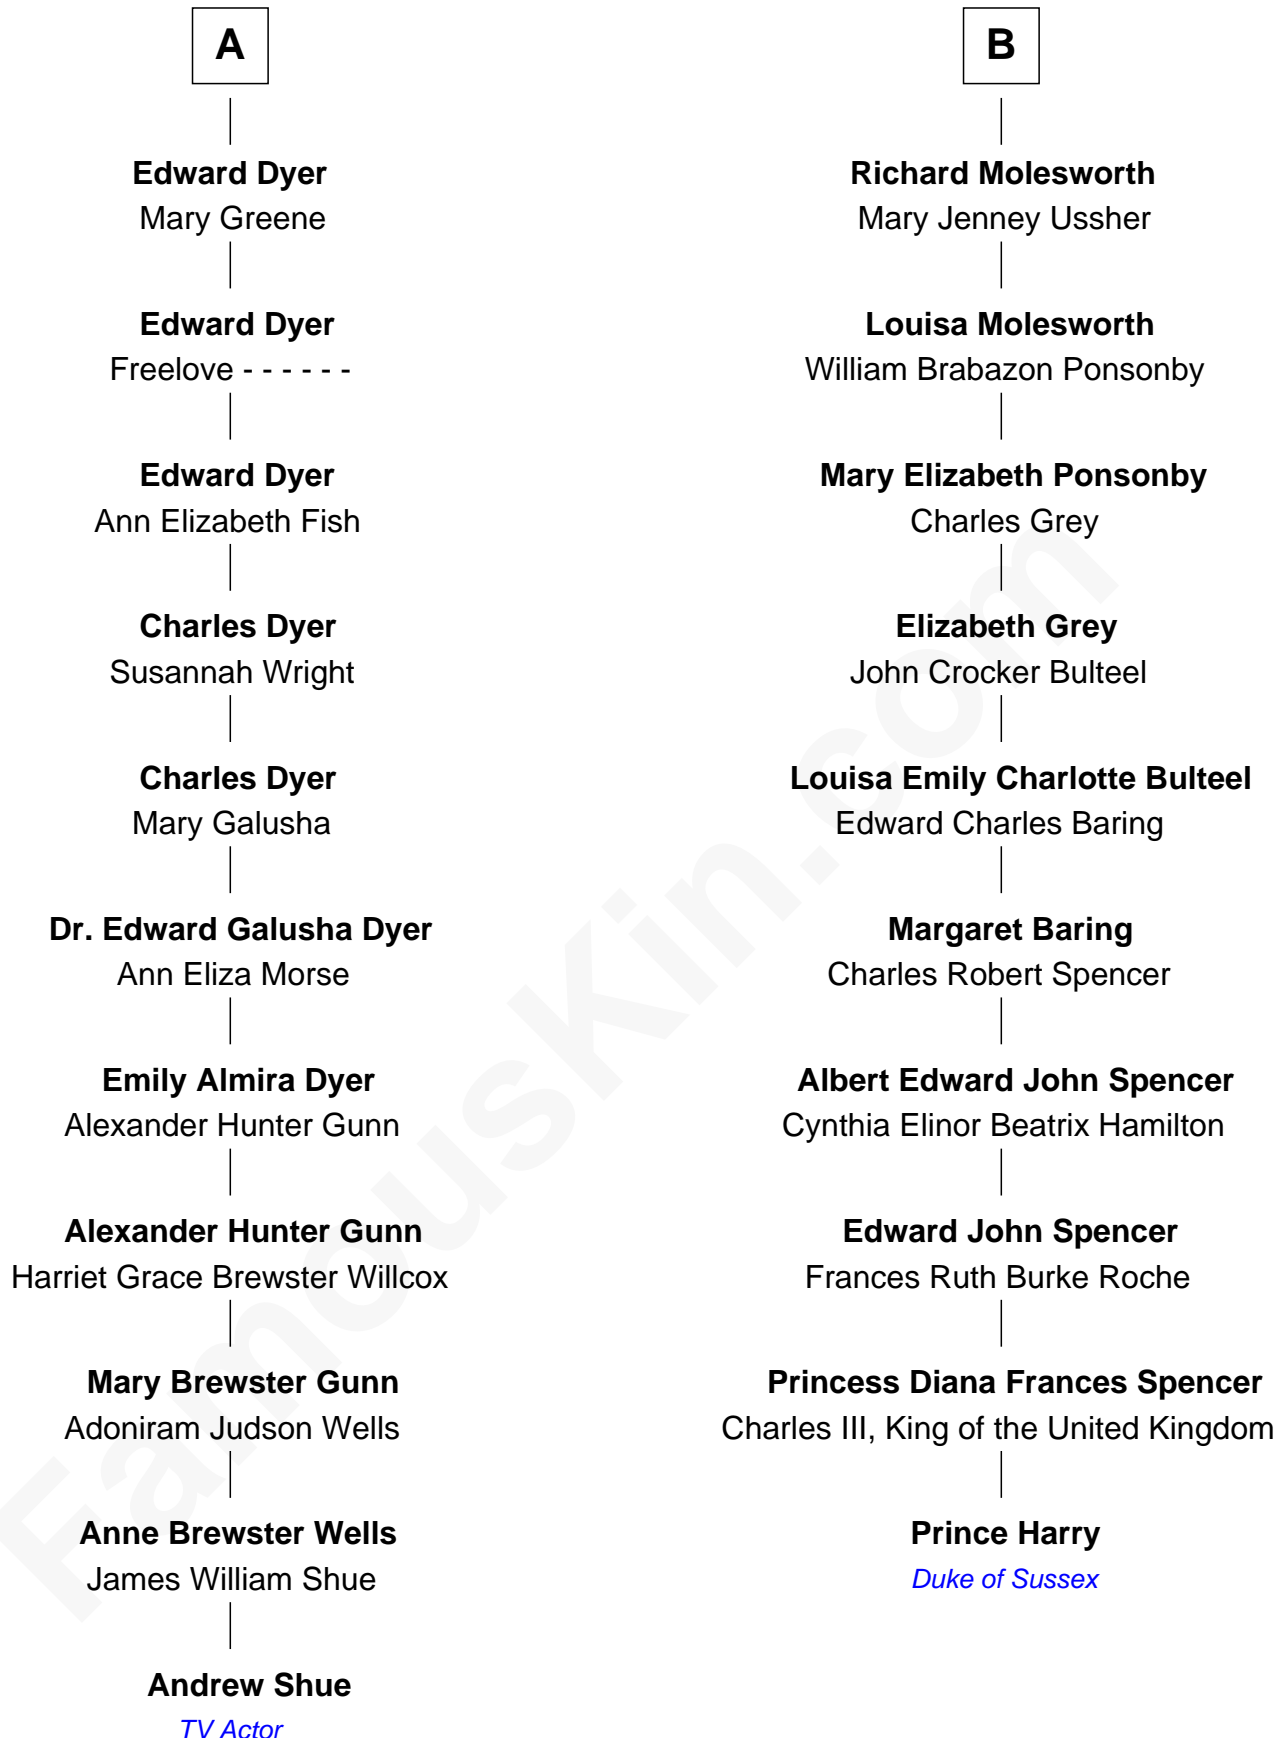 A
Edward Dyer
Mary Greene
Edward Dyer
Freelove - - - - - -
Edward Dyer
Ann Elizabeth Fish
Charles Dyer
Susannah Wright
Charles Dyer
Mary Galusha
Dr. Edward Galusha Dyer
Ann Eliza Morse
Emily Almira Dyer
Alexander Hunter Gunn
Alexander Hunter Gunn
Harriet Grace Brewster Willcox
Mary Brewster Gunn
Adoniram Judson Wells
Anne Brewster Wells
James William Shue
Andrew Shue
TV Actor
B
Richard Molesworth
Mary Jenney Ussher
Louisa Molesworth
William Brabazon Ponsonby
Mary Elizabeth Ponsonby
Charles Grey
Elizabeth Grey
John Crocker Bulteel
Louisa Emily Charlotte Bulteel
Edward Charles Baring
Margaret Baring
Charles Robert Spencer
Albert Edward John Spencer
Cynthia Elinor Beatrix Hamilton
Edward John Spencer
Frances Ruth Burke Roche
Princess Diana Frances Spencer
Charles III, King of the United Kingdom
Prince Harry
Duke of Sussex
FamousKin.com